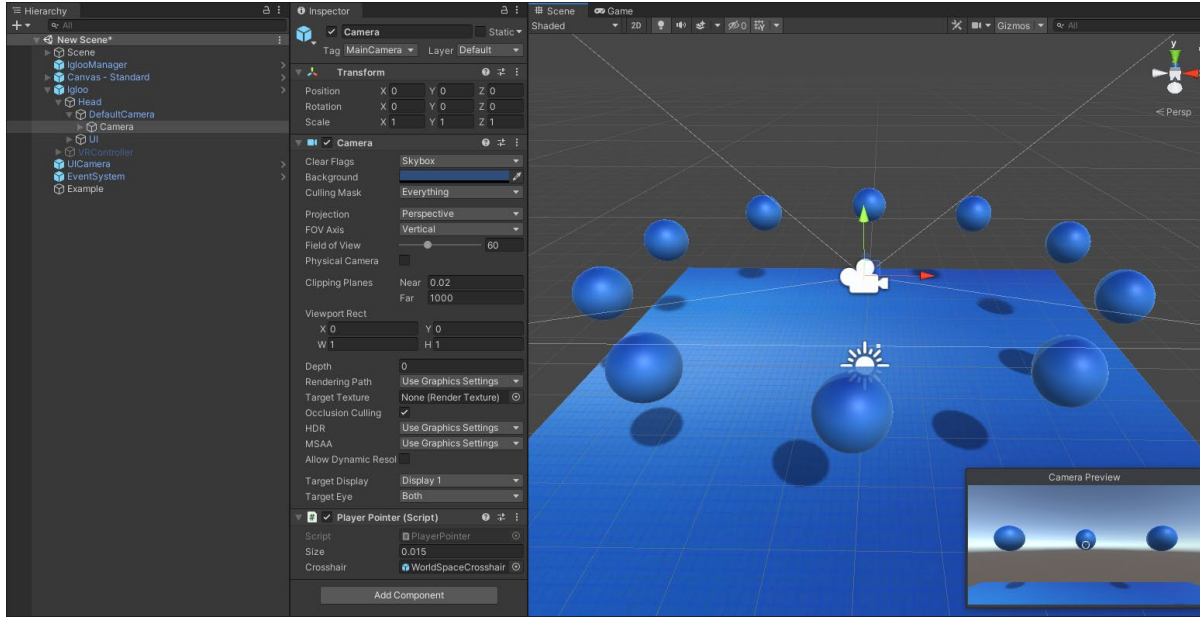 Hierarchy
All
New Scene*
Scene
IglooManager
Canvas - Standard
Igloo
Head
DefaultCamera
Camera
UI
VRController
UICamera
EventSystem
Example
Inspector
Camera
Static
Tag MainCamera Layer Default
Transform
Position X 0 Y 0 Z 0
Rotation X 0 Y 0 Z 0
Scale X 1 Y 1 Z 1
Camera
Clear Flags Skybox
Background
Culling Mask Everything
Projection Perspective
FOV Axis Vertical
Field of View 60
Physical Camera
Clipping Planes Near 0.02
Far 1000
Viewport Rect
X 0 Y 0
W 1 H 1
Depth 0
Rendering Path Use Graphics Settings
Target Texture None (Render Texture)
Occlusion Culling
HDR Use Graphics Settings
MSAA Use Graphics Settings
Allow Dynamic Resol
Target Display Display 1
Target Eye Both
# Player Pointer (Script)
Script PlayerPointer
Size 0.015
Crosshair WorldSpaceCrosshair
Add Component
Scene Game
Shaded 2D 0 Gizmos All
y
Persp
Camera Preview